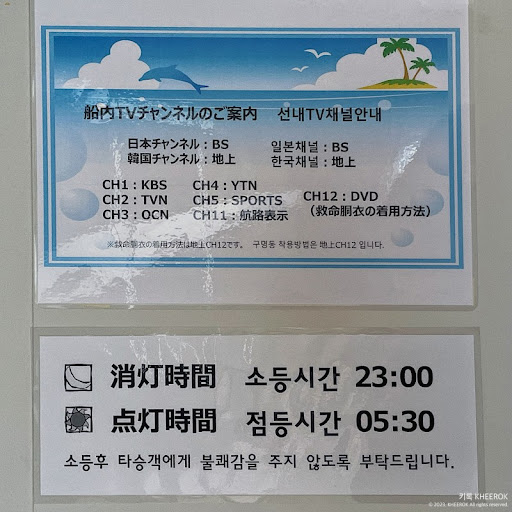 船内TVチャンネルのご案内 선내TV채널안내
日本チャンネル：BS 일본채널 : BS
韓国チャンネル：地上 한국채널 : 地上
CH1 : KBS CH4 : YTN
CH2 : TVN CH5 : SPORTS CH12 : DVD
CH3 : OCN CH11 : 航路表示 （救命胴衣の着用方法）
※救命胴衣の着用方法は地上CH12です。 구명동 착용방법은 地上CH12 입니다.
消灯時間 소등시간 23:00
点灯時間 점등시간 05:30
소등후 타승객에게 불쾌감을 주지 않도록 부탁드립니다.
키록 KHEEROK
© 2024. KHEEROK All rights reserved.